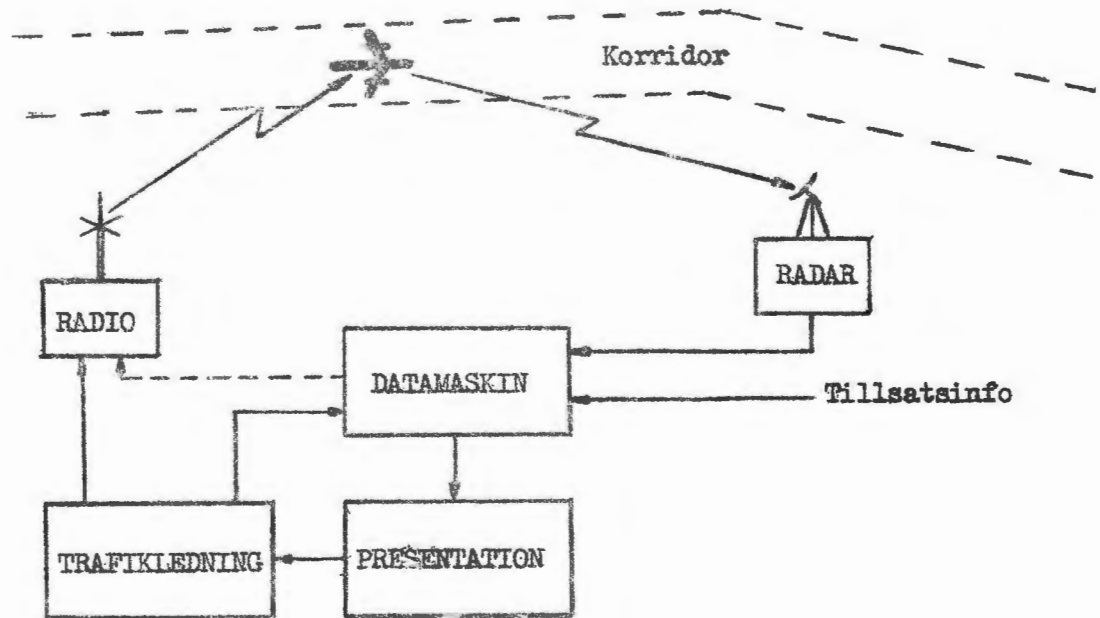 Korridor
RADAR
RADIO
DATAMASKIN
Tillsatsinfo
TRAFIKLEDNING
PRESENTATION